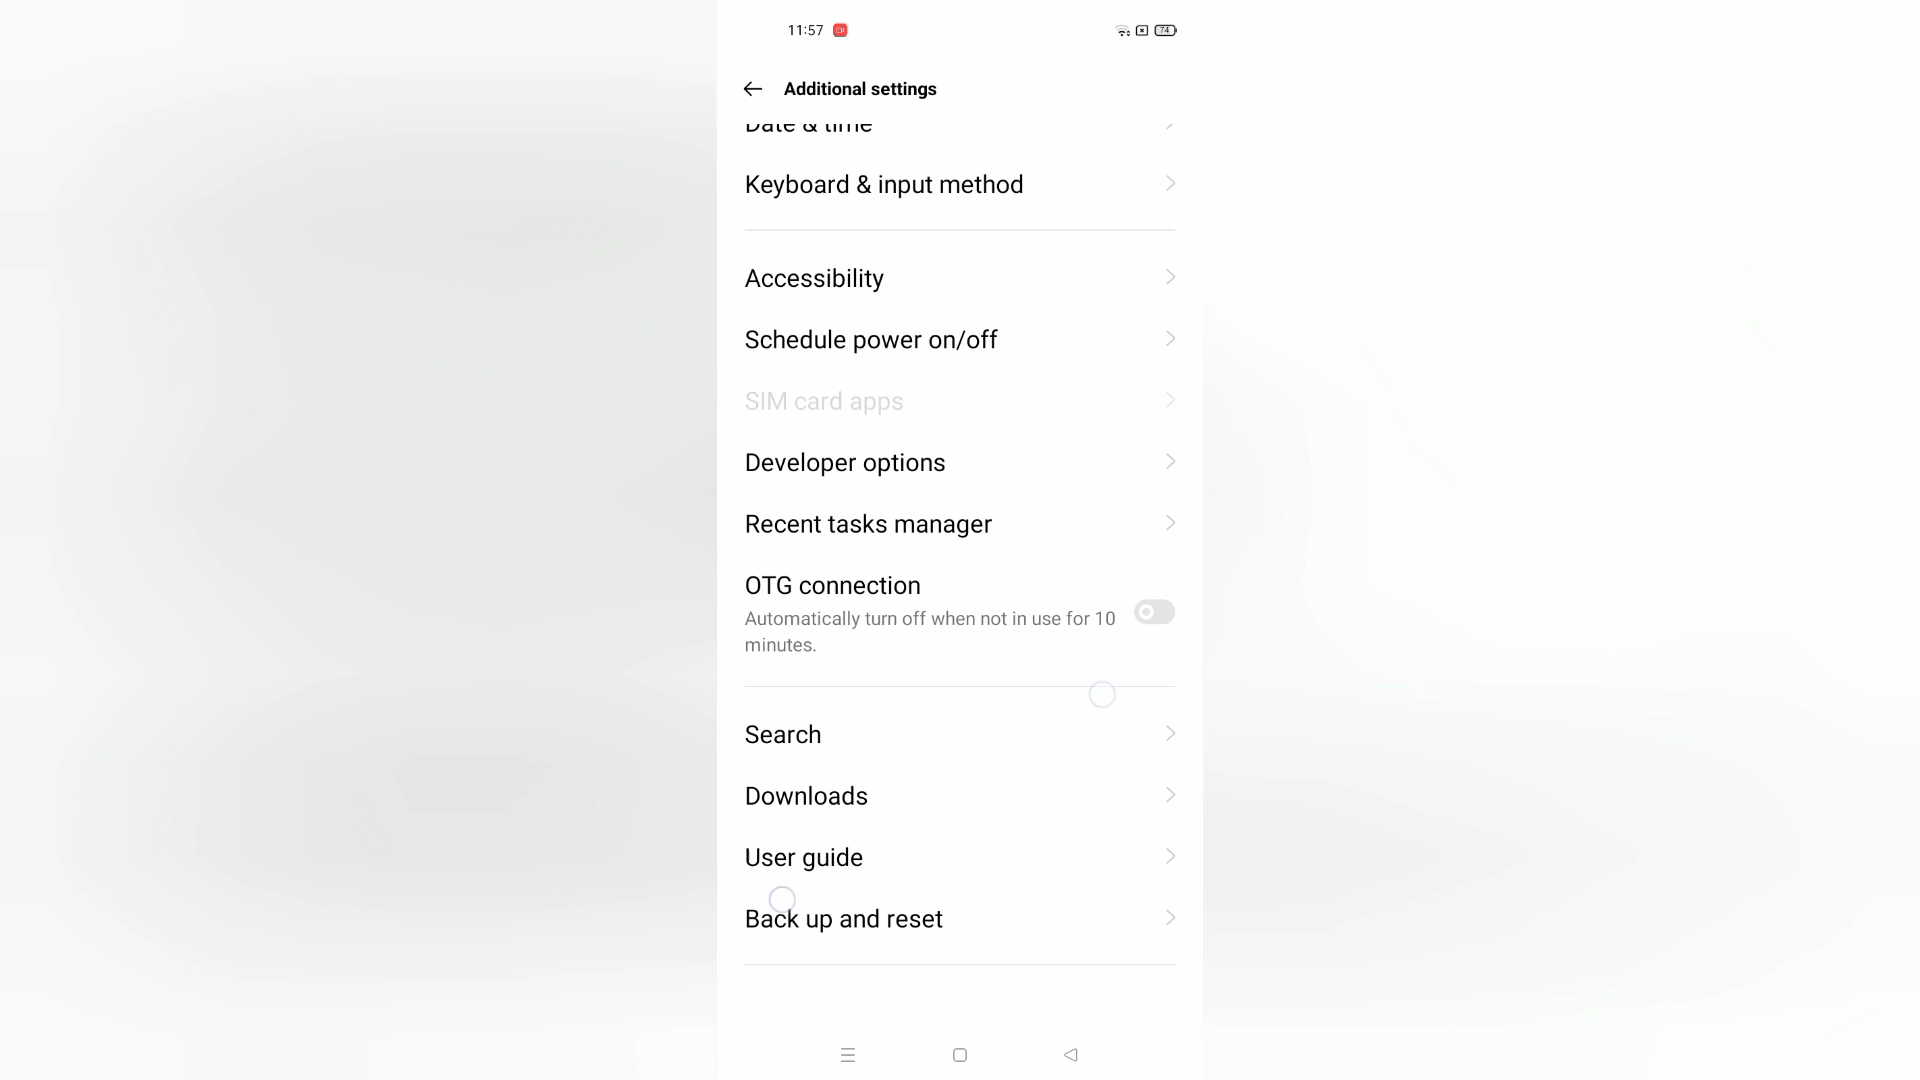 11:57
74
Additional settings
Date & time
Keyboard & input method
Accessibility
Schedule power on/off
SIM card apps
Developer options
Recent tasks manager
OTG connection
Automatically turn off when not in use for 10
minutes.
Search
Downloads
User guide
Back up and reset